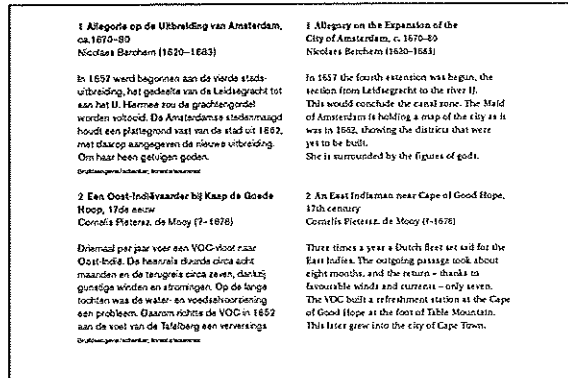 1 Allegorie op de Uitbreiding van Amsterdam,
ca.1670-80
Nicolaes Berchem (1620-1683)
In 1657 werd begonnen aan de vierde stads-
uitbreiding, het gedeelte van de Leidsegracht tot
aan het IJ. Hiermee zou de grachtengordel
worden voltooid. De Amsterdamse stedenmaagd
houdt een plattegrond vast van de stad uit 1662,
met daarop aangegeven de nieuwe uitbreiding.
Om haar heen getuigen goden.
Bruikleengever/schenker, Inventarisnummer
2 Een Oost-Indiëvaarder bij Kaap de Goede
Hoop, 17de eeuw
Cornelis Pietersz. de Mooy (?-1676)
Driemaal per jaar voer een VOC-vloot naar
Oost-Indië. De heenreis duurde circa acht
maanden en de terugreis circa zeven, dankzij
gunstige winden en stromingen. Op de lange
tochten was de water- en voedselvoorziening
een probleem. Daarom richtte de VOC in 1652
aan de voet van de Tafelberg een verversings
Bruikleengever/schenker, Inventarisnummer
1 Allegory on the Expansion of the
City of Amsterdam, c. 1670-80
Nicolaes Berchem (1620-1683)
In 1657 the fourth extension was begun, the
section from Leidsegracht to the river IJ.
This would conclude the canal zone. The Maid
of Amsterdam is holding a map of the city as it
was in 1662, showing the districts that were
yet to be built.
She is surrounded by the figures of gods.
2 An East Indiaman near Cape of Good Hope,
17th century
Cornelis Pietersz. de Mooy (?-1676)
Three times a year a Dutch fleet set sail for the
East Indies. The outgoing passage took about
eight months, and the return – thanks to
favourable winds and currents – only seven.
The VOC built a refreshment station at the Cape
of Good Hope at the foot of Table Mountain.
This later grew into the city of Cape Town.